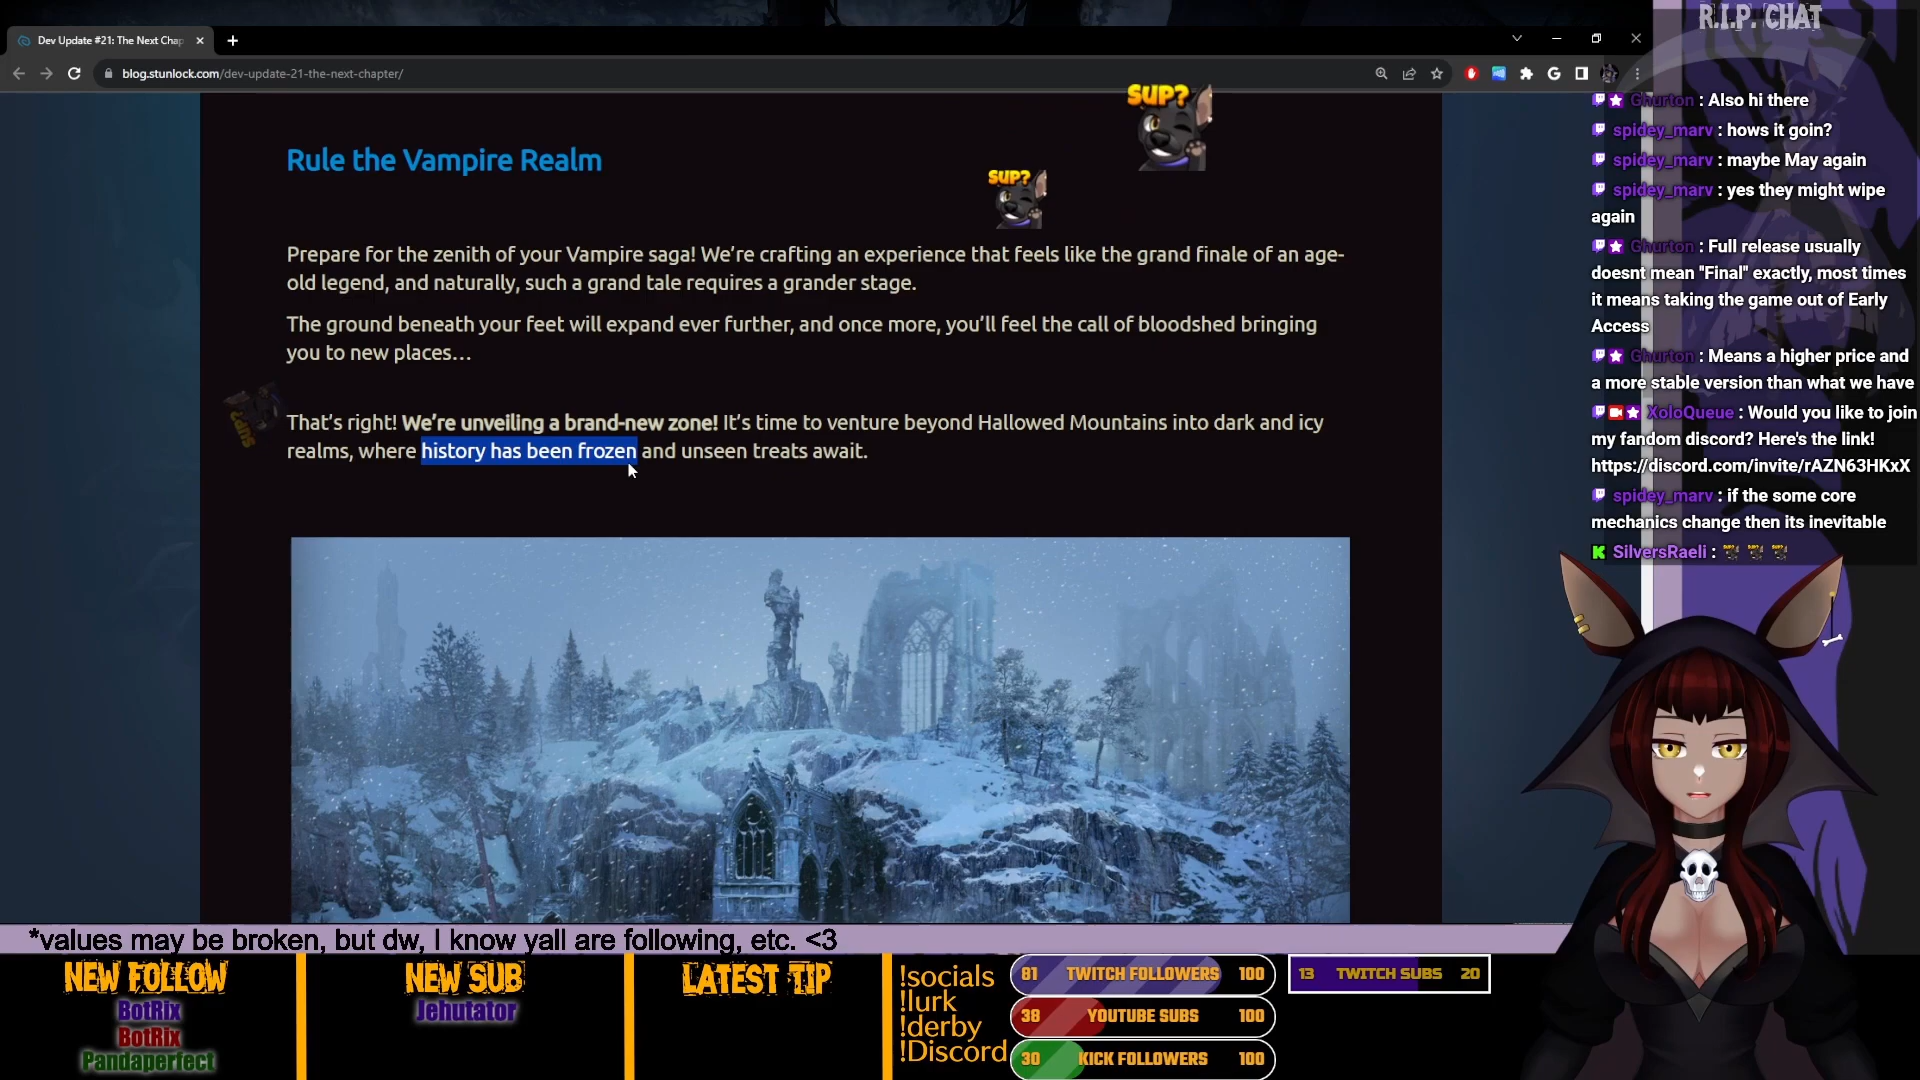 Dev Update #21: The Next Chap
blog.stunlock.com/dev-update-21-the-next-chapter/
Rule the Vampire Realm
SUP?
SUP?
Prepare for the zenith of your Vampire saga! We're crafting an experience that feels like the grand finale of an age-
old legend, and naturally, such a grand tale requires a grander stage.
The ground beneath your feet will expand ever further, and once more, you'll feel the call of bloodshed bringing
you to new places…
SUP?
That's right! We're unveiling a brand-new zone! It's time to venture beyond Hallowed Mountains into dark and icy
realms, where history has been frozen and unseen treats await.
R.I.P. CHAT
Ghurton : Also hi there
spidey_marv : hows it goin?
spidey_marv : maybe May again
spidey_marv : yes they might wipe
again
Ghurton : Full release usually
doesnt mean "Final" exactly, most times
it means taking the game out of Early
Access
Ghurton : Means a higher price and
a more stable version than what we have
XoloQueue : Would you like to join
my fandom discord? Here's the link!
https://discord.com/invite/rAZN63HKxX
spidey_marv : if the some core
mechanics change then its inevitable
SilversRaeli :
*values may be broken, but dw, I know yall are following, etc. <3
NEW FOLLOW
BotRix
BotRix
Pandaperfect
NEW SUB
Jehutator
LATEST TIP
!socials
!lurk
!derby
!Discord
81 TWITCH FOLLOWERS 100
38 YOUTUBE SUBS 100
30 KICK FOLLOWERS 100
13 TWITCH SUBS 20